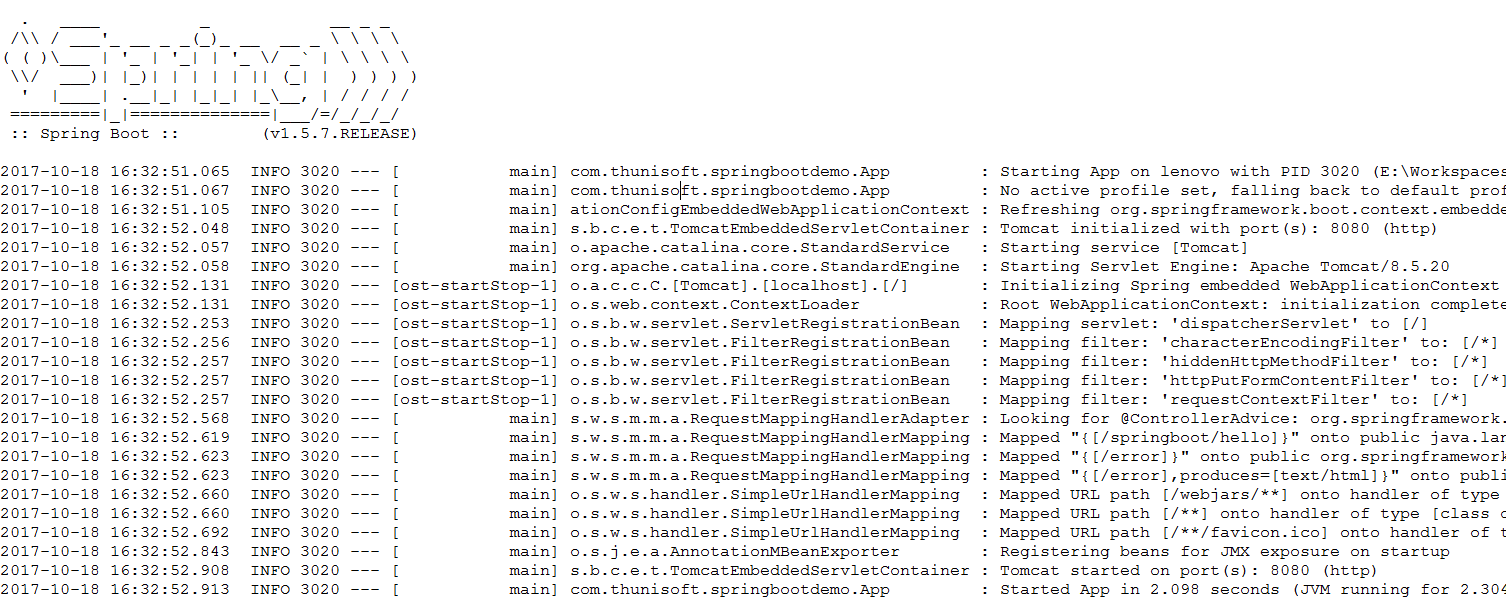 .   ____          _            __ _ _
 /\\ / ___'_ __ _ _(_)_ __  __ _ \ \ \ \
( ( )\___ | '_ | '_| | '_ \/ _` | \ \ \ \
 \\/  ___)| |_)| | | | | || (_| |  ) ) ) )
  '  |____| .__|_| |_|_| |_\__, | / / / /
 =========|_|==============|___/=/_/_/_/
 :: Spring Boot ::        (v1.5.7.RELEASE)
2017-10-18 16:32:51.065  INFO 3020 --- [           main] com.thunisoft.springbootdemo.App         : Starting App on lenovo with PID 3020 (E:\Workspaces
2017-10-18 16:32:51.067  INFO 3020 --- [           main] com.thunisoft.springbootdemo.App         : No active profile set, falling back to default prof
2017-10-18 16:32:51.105  INFO 3020 --- [           main] ationConfigEmbeddedWebApplicationContext : Refreshing org.springframework.boot.context.embedde
2017-10-18 16:32:52.048  INFO 3020 --- [           main] s.b.c.e.t.TomcatEmbeddedServletContainer : Tomcat initialized with port(s): 8080 (http)
2017-10-18 16:32:52.057  INFO 3020 --- [           main] o.apache.catalina.core.StandardService   : Starting service [Tomcat]
2017-10-18 16:32:52.058  INFO 3020 --- [           main] org.apache.catalina.core.StandardEngine  : Starting Servlet Engine: Apache Tomcat/8.5.20
2017-10-18 16:32:52.131  INFO 3020 --- [ost-startStop-1] o.a.c.c.C.[Tomcat].[localhost].[/]       : Initializing Spring embedded WebApplicationContext
2017-10-18 16:32:52.131  INFO 3020 --- [ost-startStop-1] o.s.web.context.ContextLoader            : Root WebApplicationContext: initialization complete
2017-10-18 16:32:52.253  INFO 3020 --- [ost-startStop-1] o.s.b.w.servlet.ServletRegistrationBean  : Mapping servlet: 'dispatcherServlet' to [/]
2017-10-18 16:32:52.256  INFO 3020 --- [ost-startStop-1] o.s.b.w.servlet.FilterRegistrationBean   : Mapping filter: 'characterEncodingFilter' to: [/*]
2017-10-18 16:32:52.257  INFO 3020 --- [ost-startStop-1] o.s.b.w.servlet.FilterRegistrationBean   : Mapping filter: 'hiddenHttpMethodFilter' to: [/*]
2017-10-18 16:32:52.257  INFO 3020 --- [ost-startStop-1] o.s.b.w.servlet.FilterRegistrationBean   : Mapping filter: 'httpPutFormContentFilter' to: [/*]
2017-10-18 16:32:52.257  INFO 3020 --- [ost-startStop-1] o.s.b.w.servlet.FilterRegistrationBean   : Mapping filter: 'requestContextFilter' to: [/*]
2017-10-18 16:32:52.568  INFO 3020 --- [           main] s.w.s.m.m.a.RequestMappingHandlerAdapter : Looking for @ControllerAdvice: org.springframework.
2017-10-18 16:32:52.619  INFO 3020 --- [           main] s.w.s.m.m.a.RequestMappingHandlerMapping : Mapped "{[/springboot/hello]}" onto public java.lan
2017-10-18 16:32:52.623  INFO 3020 --- [           main] s.w.s.m.m.a.RequestMappingHandlerMapping : Mapped "{[/error]}" onto public org.springframework
2017-10-18 16:32:52.623  INFO 3020 --- [           main] s.w.s.m.m.a.RequestMappingHandlerMapping : Mapped "{[/error],produces=[text/html]}" onto publi
2017-10-18 16:32:52.660  INFO 3020 --- [           main] o.s.w.s.handler.SimpleUrlHandlerMapping  : Mapped URL path [/webjars/**] onto handler of type
2017-10-18 16:32:52.660  INFO 3020 --- [           main] o.s.w.s.handler.SimpleUrlHandlerMapping  : Mapped URL path [/**] onto handler of type [class o
2017-10-18 16:32:52.692  INFO 3020 --- [           main] o.s.w.s.handler.SimpleUrlHandlerMapping  : Mapped URL path [/**/favicon.ico] onto handler of t
2017-10-18 16:32:52.843  INFO 3020 --- [           main] o.s.j.e.a.AnnotationMBeanExporter        : Registering beans for JMX exposure on startup
2017-10-18 16:32:52.908  INFO 3020 --- [           main] s.b.c.e.t.TomcatEmbeddedServletContainer : Tomcat started on port(s): 8080 (http)
2017-10-18 16:32:52.913  INFO 3020 --- [           main] com.thunisoft.springbootdemo.App         : Started App in 2.098 seconds (JVM running for 2.304